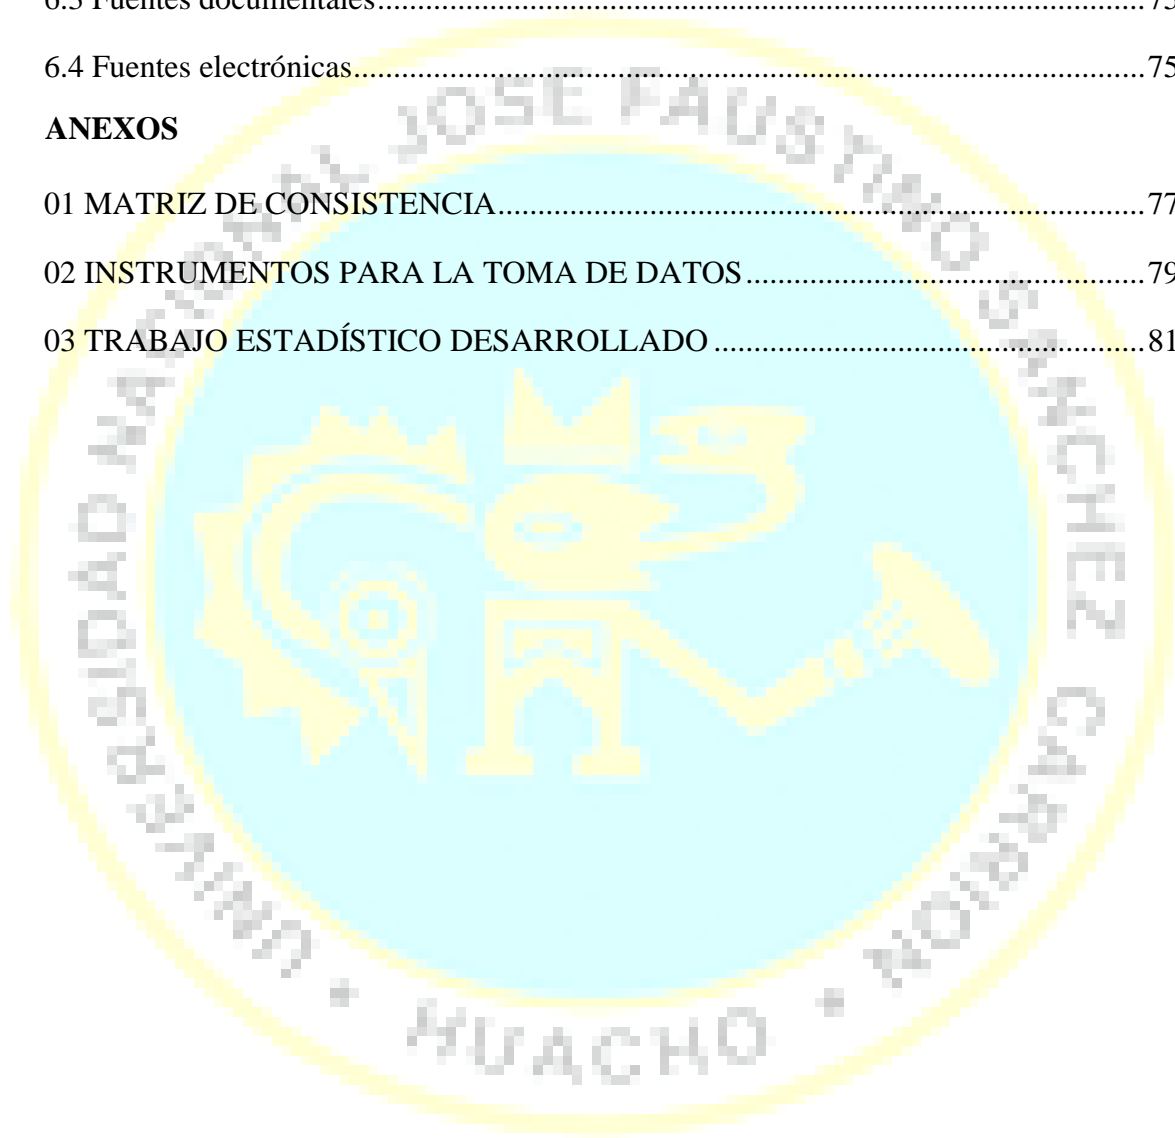 6.3 Fuentes documentales........................................73
6.4 Fuentes electrónicas........................................75
ANEXOS
01 MATRIZ DE CONSISTENCIA........................................77
02 INSTRUMENTOS PARA LA TOMA DE DATOS........................................79
03 TRABAJO ESTADÍSTICO DESARROLLADO........................................81
UNIVERSIDAD NACIONAL JOSE FAUSTINO SANCHEZ CARRION • HUACHO •